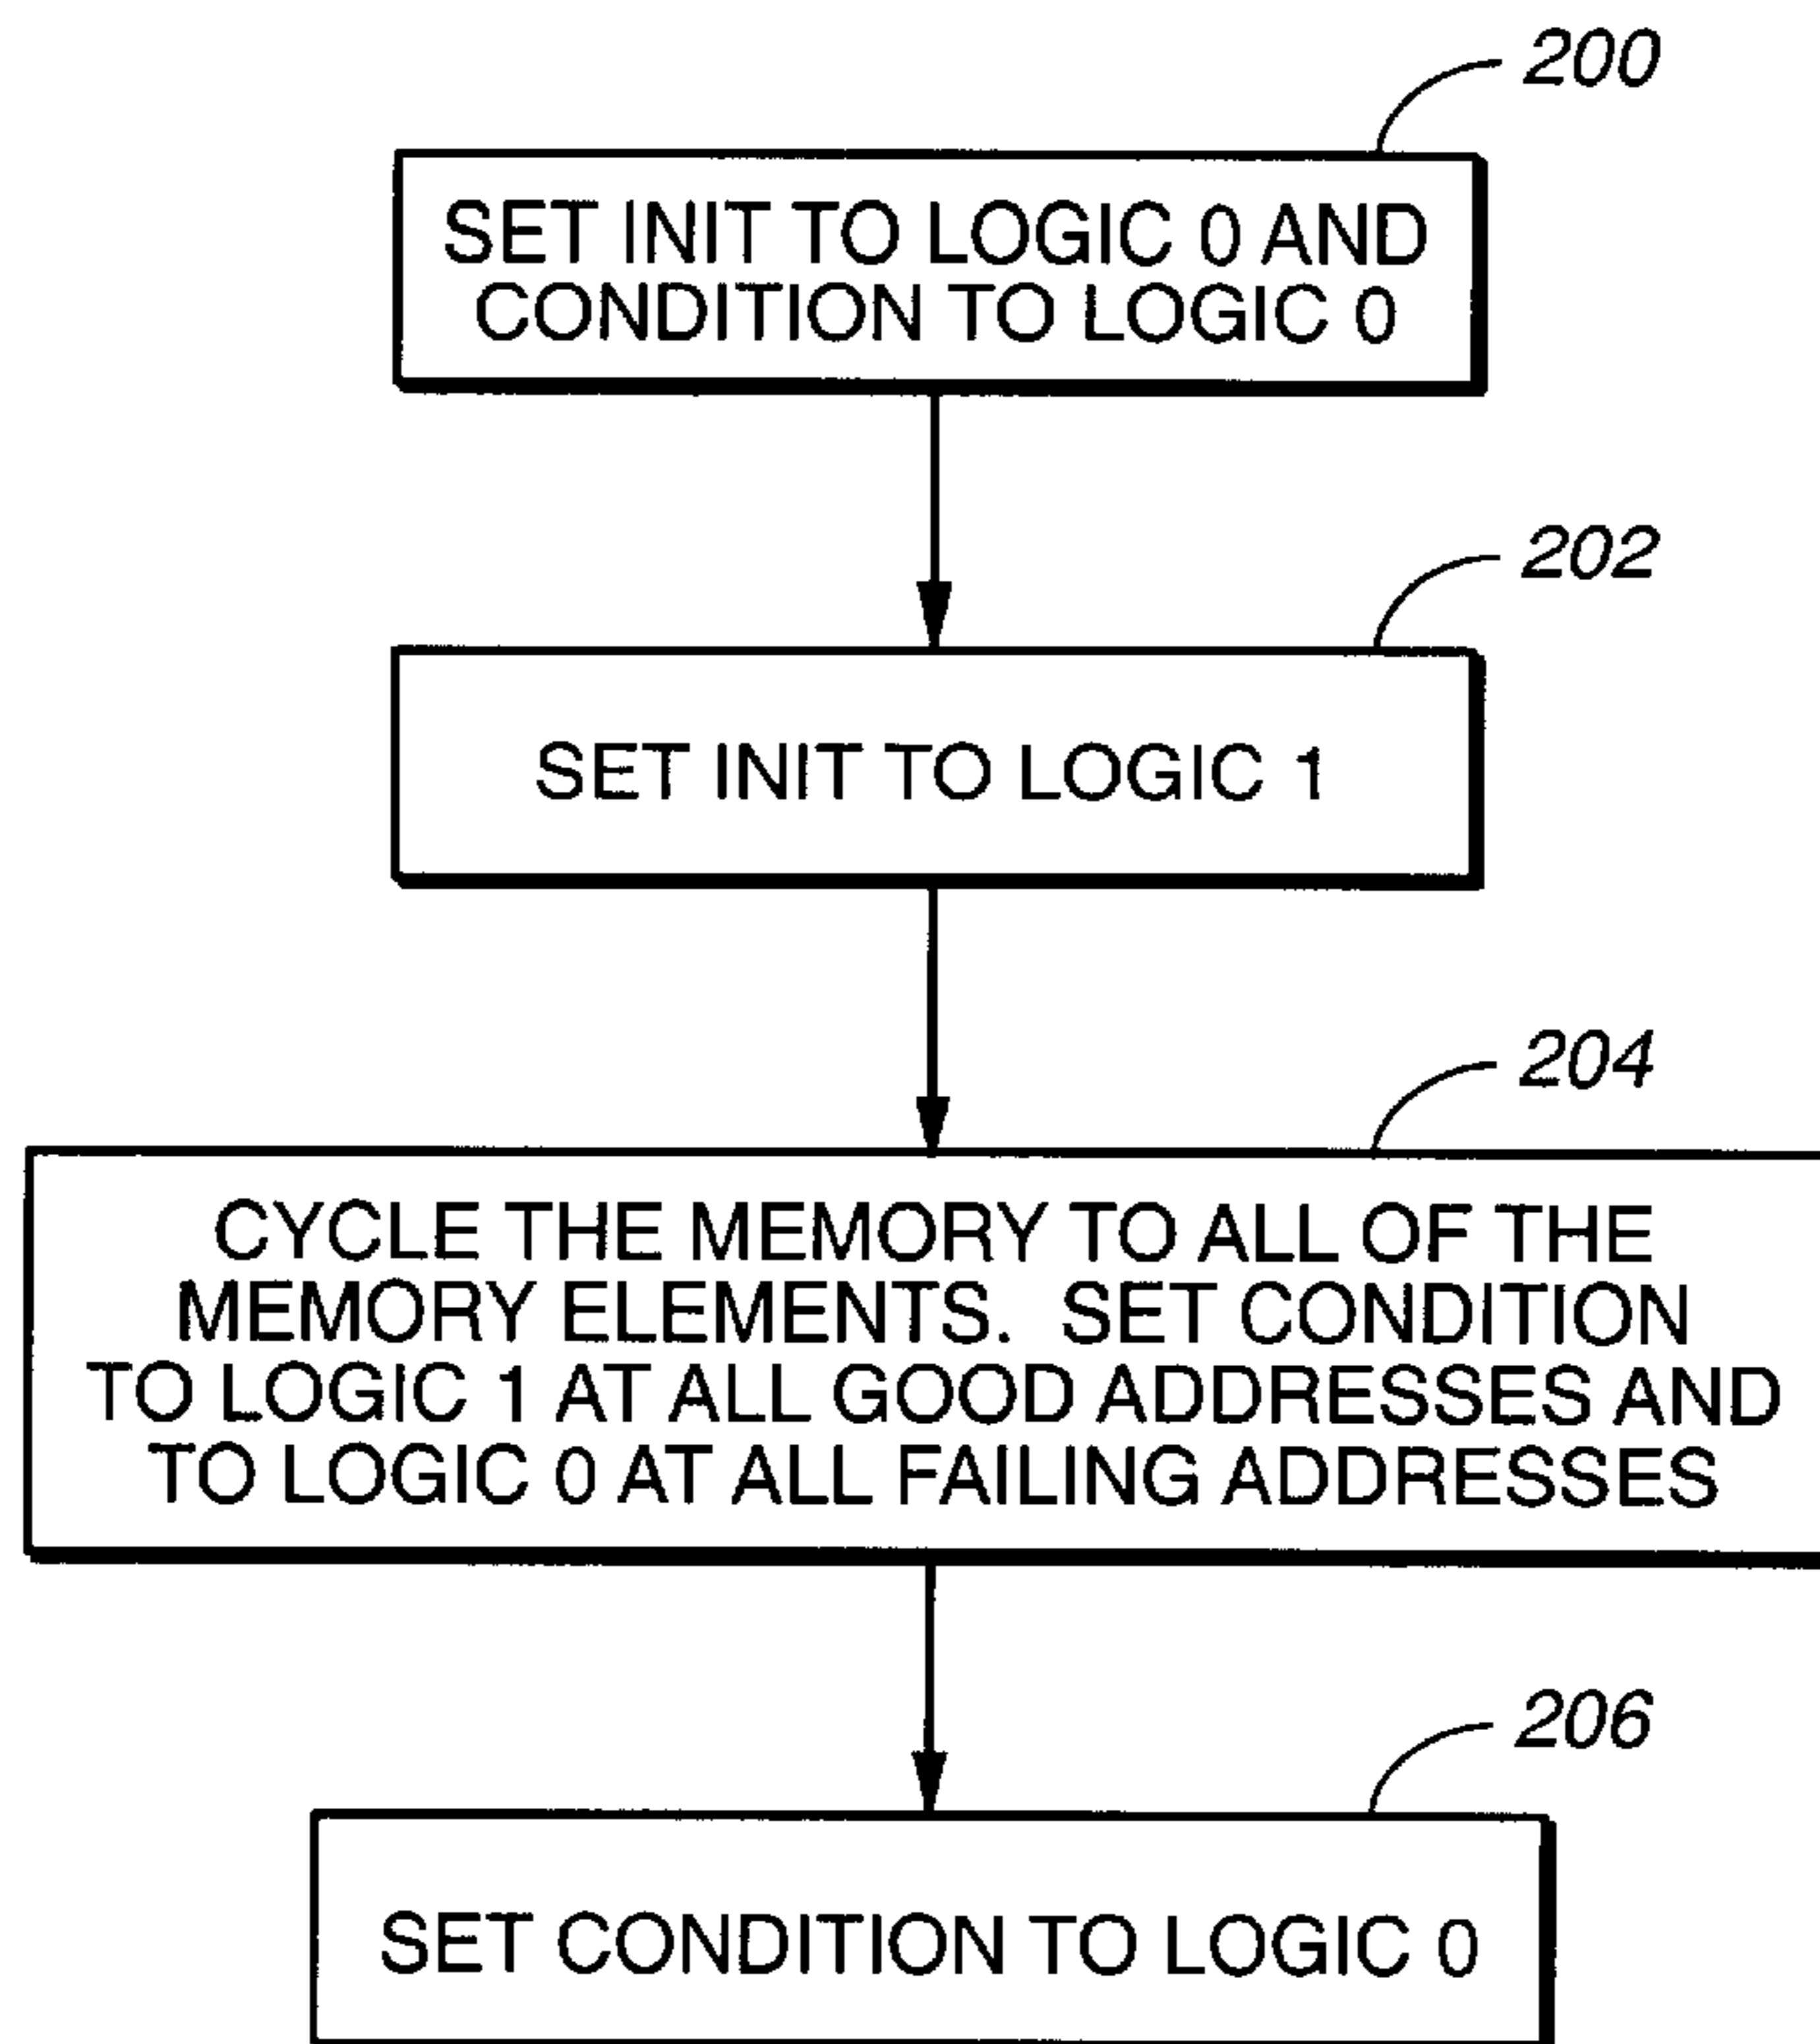 200
SET INIT TO LOGIC 0 AND
CONDITION TO LOGIC 0
202
SET INIT TO LOGIC 1
204
CYCLE THE MEMORY TO ALL OF THE
MEMORY ELEMENTS. SET CONDITION
TO LOGIC 1 AT ALL GOOD ADDRESSES AND
TO LOGIC 0 AT ALL FAILING ADDRESSES
206
SET CONDITION TO LOGIC 0